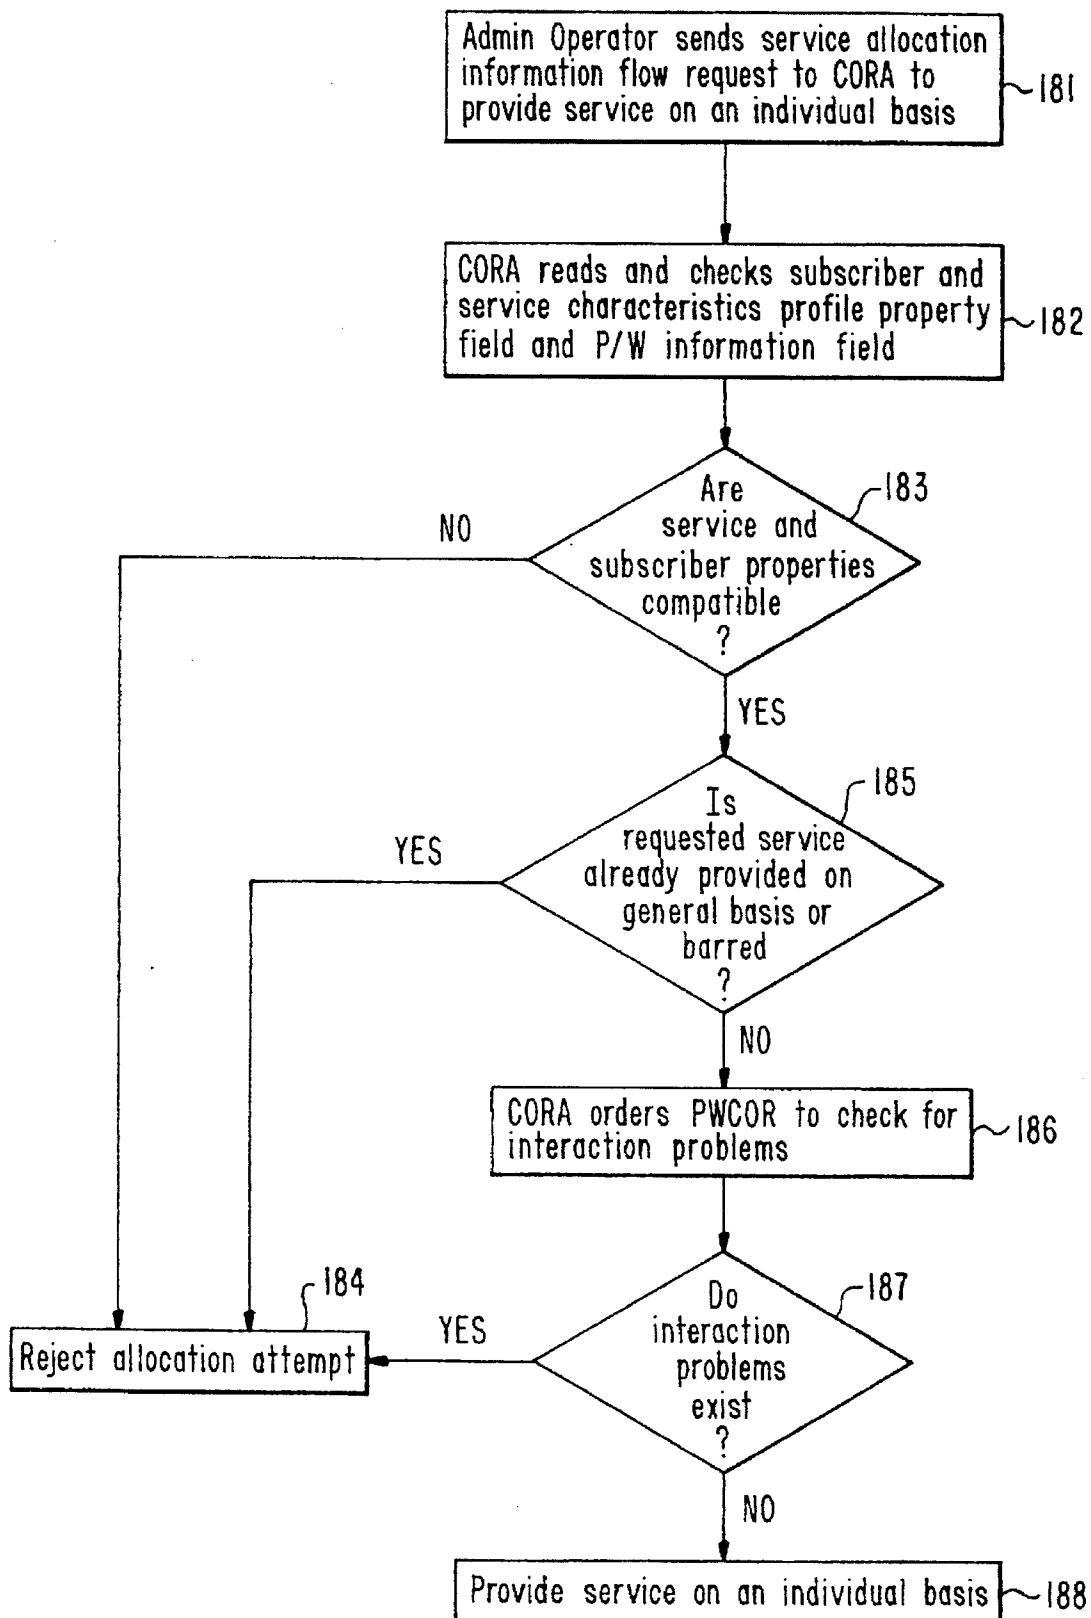 Admin Operator sends service allocation
information flow request to CORA to
provide service on an individual basis
181
CORA reads and checks subscriber and
service characteristics profile property
field and P/W information field
182
Are
service and
subscriber properties
compatible
?
183
NO
YES
Is
requested service
already provided on
general basis or
barred
?
185
YES
NO
CORA orders PWCOR to check for
interaction problems
186
Do
interaction
problems
exist
?
187
YES
Reject allocation attempt
184
NO
Provide service on an individual basis
188